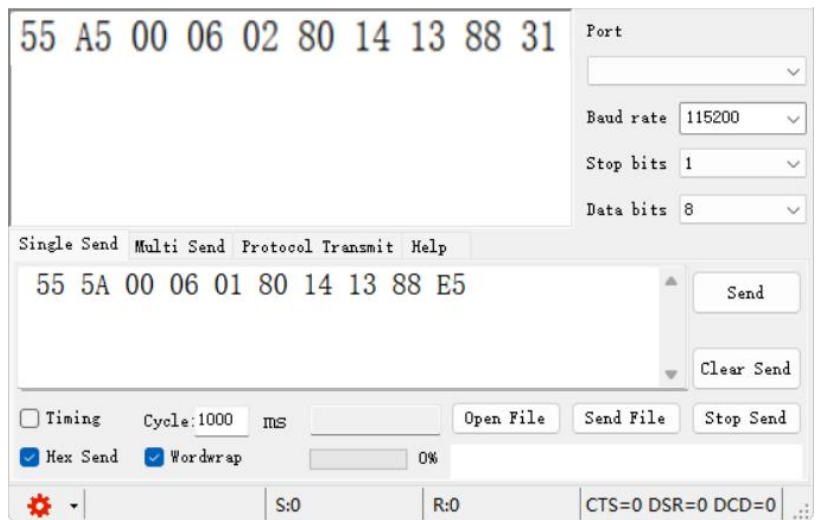 55 A5 00 06 02 80 14 13 88 31
Port
Baud rate 115200
Stop bits 1
Data bits 8
Single Send Multi Send Protocol Transmit Help
55 5A 00 06 01 80 14 13 88 E5
Send
Clear Send
Timing Cycle:1000 ms Open File Send File Stop Send
Hex Send Wordwrap 0%
S:0 R:0 CTS=0 DSR=0 DCD=0